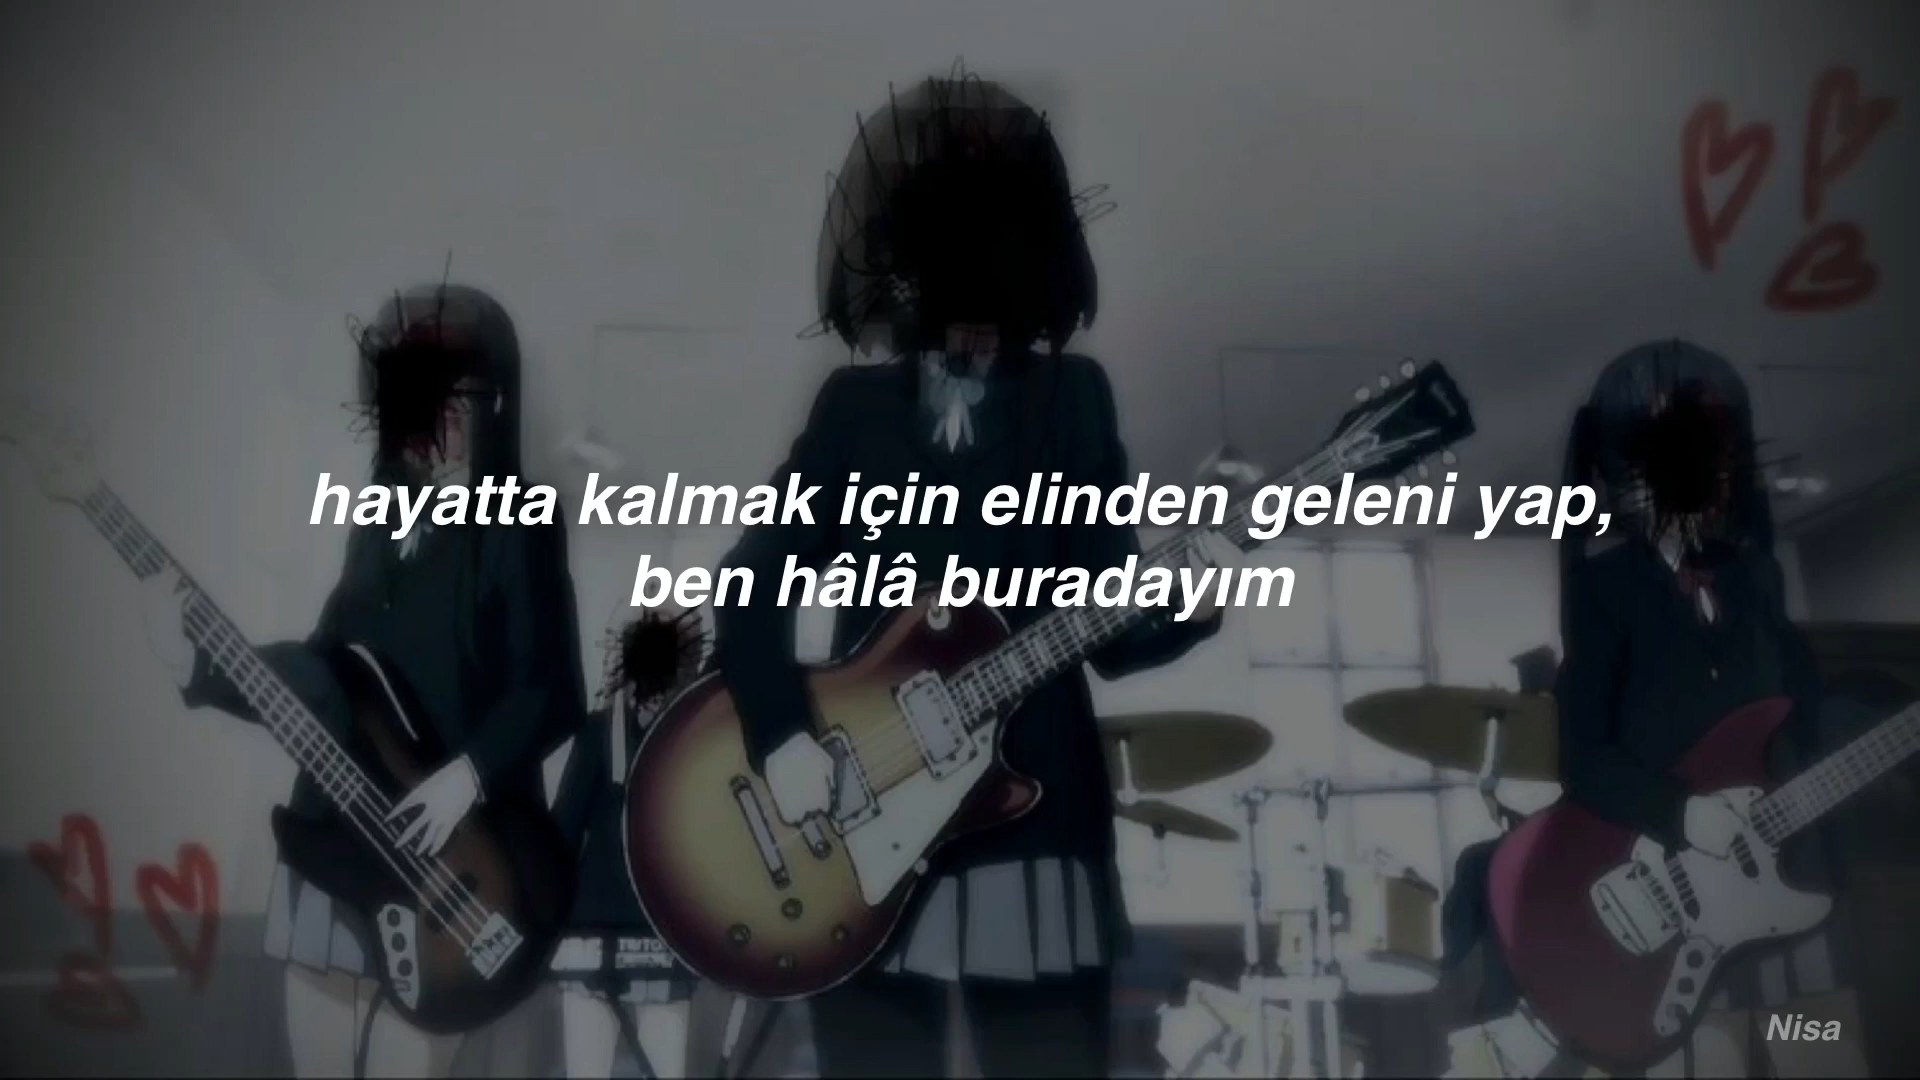 hayatta kalmak için elinden geleni yap,
ben hâlâ buradayım
Nisa